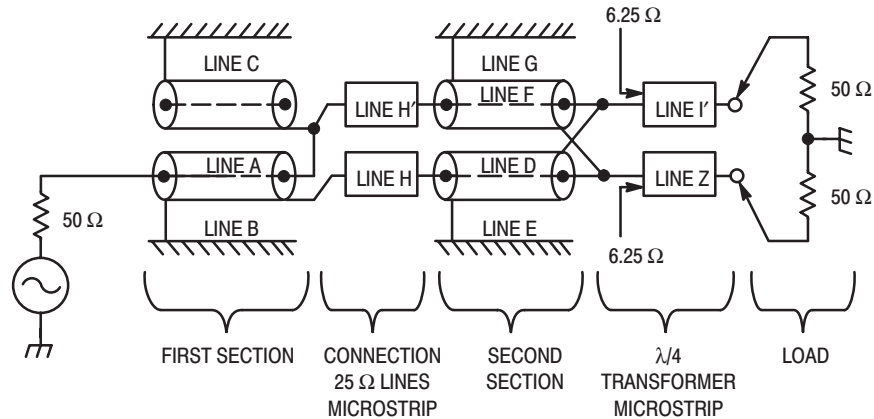 6.25 Ω
LINE C
LINE G
LINE H′
LINE F
LINE I′
50 Ω
LINE A
LINE H
LINE D
LINE Z
50 Ω
50 Ω
LINE B
LINE E
6.25 Ω
FIRST SECTION
CONNECTION
25 Ω LINES
MICROSTRIP
SECOND
SECTION
λ/4
TRANSFORMER
MICROSTRIP
LOAD